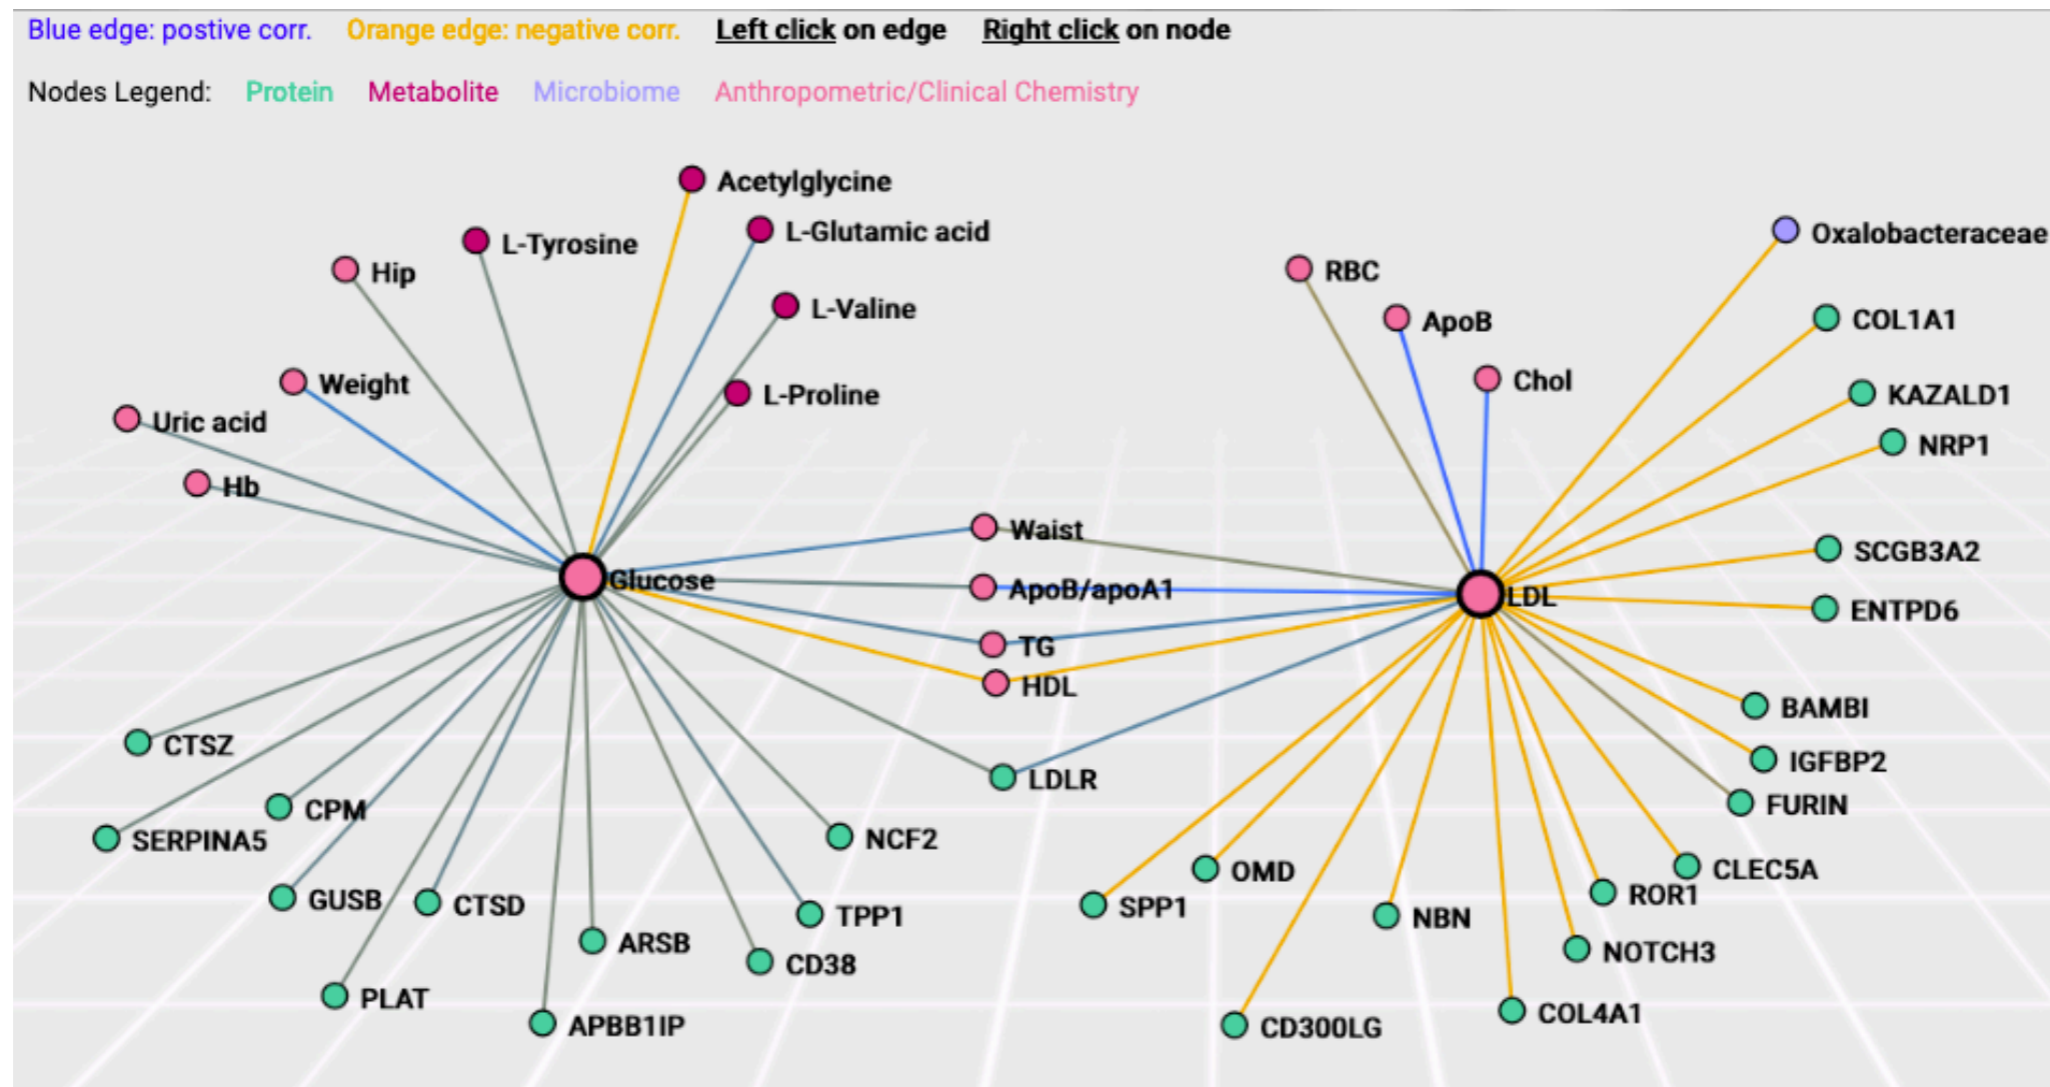 Blue edge: postive corr. Orange edge: negative corr. Left click on edge Right click on node
Nodes Legend: Protein Metabolite Microbiome Anthropometric/Clinical Chemistry
Acetylglycine
L-Glutamic acid
L-Tyrosine
Hip
L-Valine
Weight
L-Proline
Uric acid
Hb
Glucose
Waist
ApoB/apoA1
TG
HDL
LDLR
CTSZ
CPM
SERPINA5
GUSB
CTSD
PLAT
APBB1IP
ARSB
CD38
TPP1
NCF2
RBC
ApoB
Chol
Oxalobacteraceae
COL1A1
KAZALD1
NRP1
SCGB3A2
LDL
ENTPD6
BAMBI
IGFBP2
FURIN
CLEC5A
ROR1
NOTCH3
COL4A1
NBN
OMD
SPP1
CD300LG